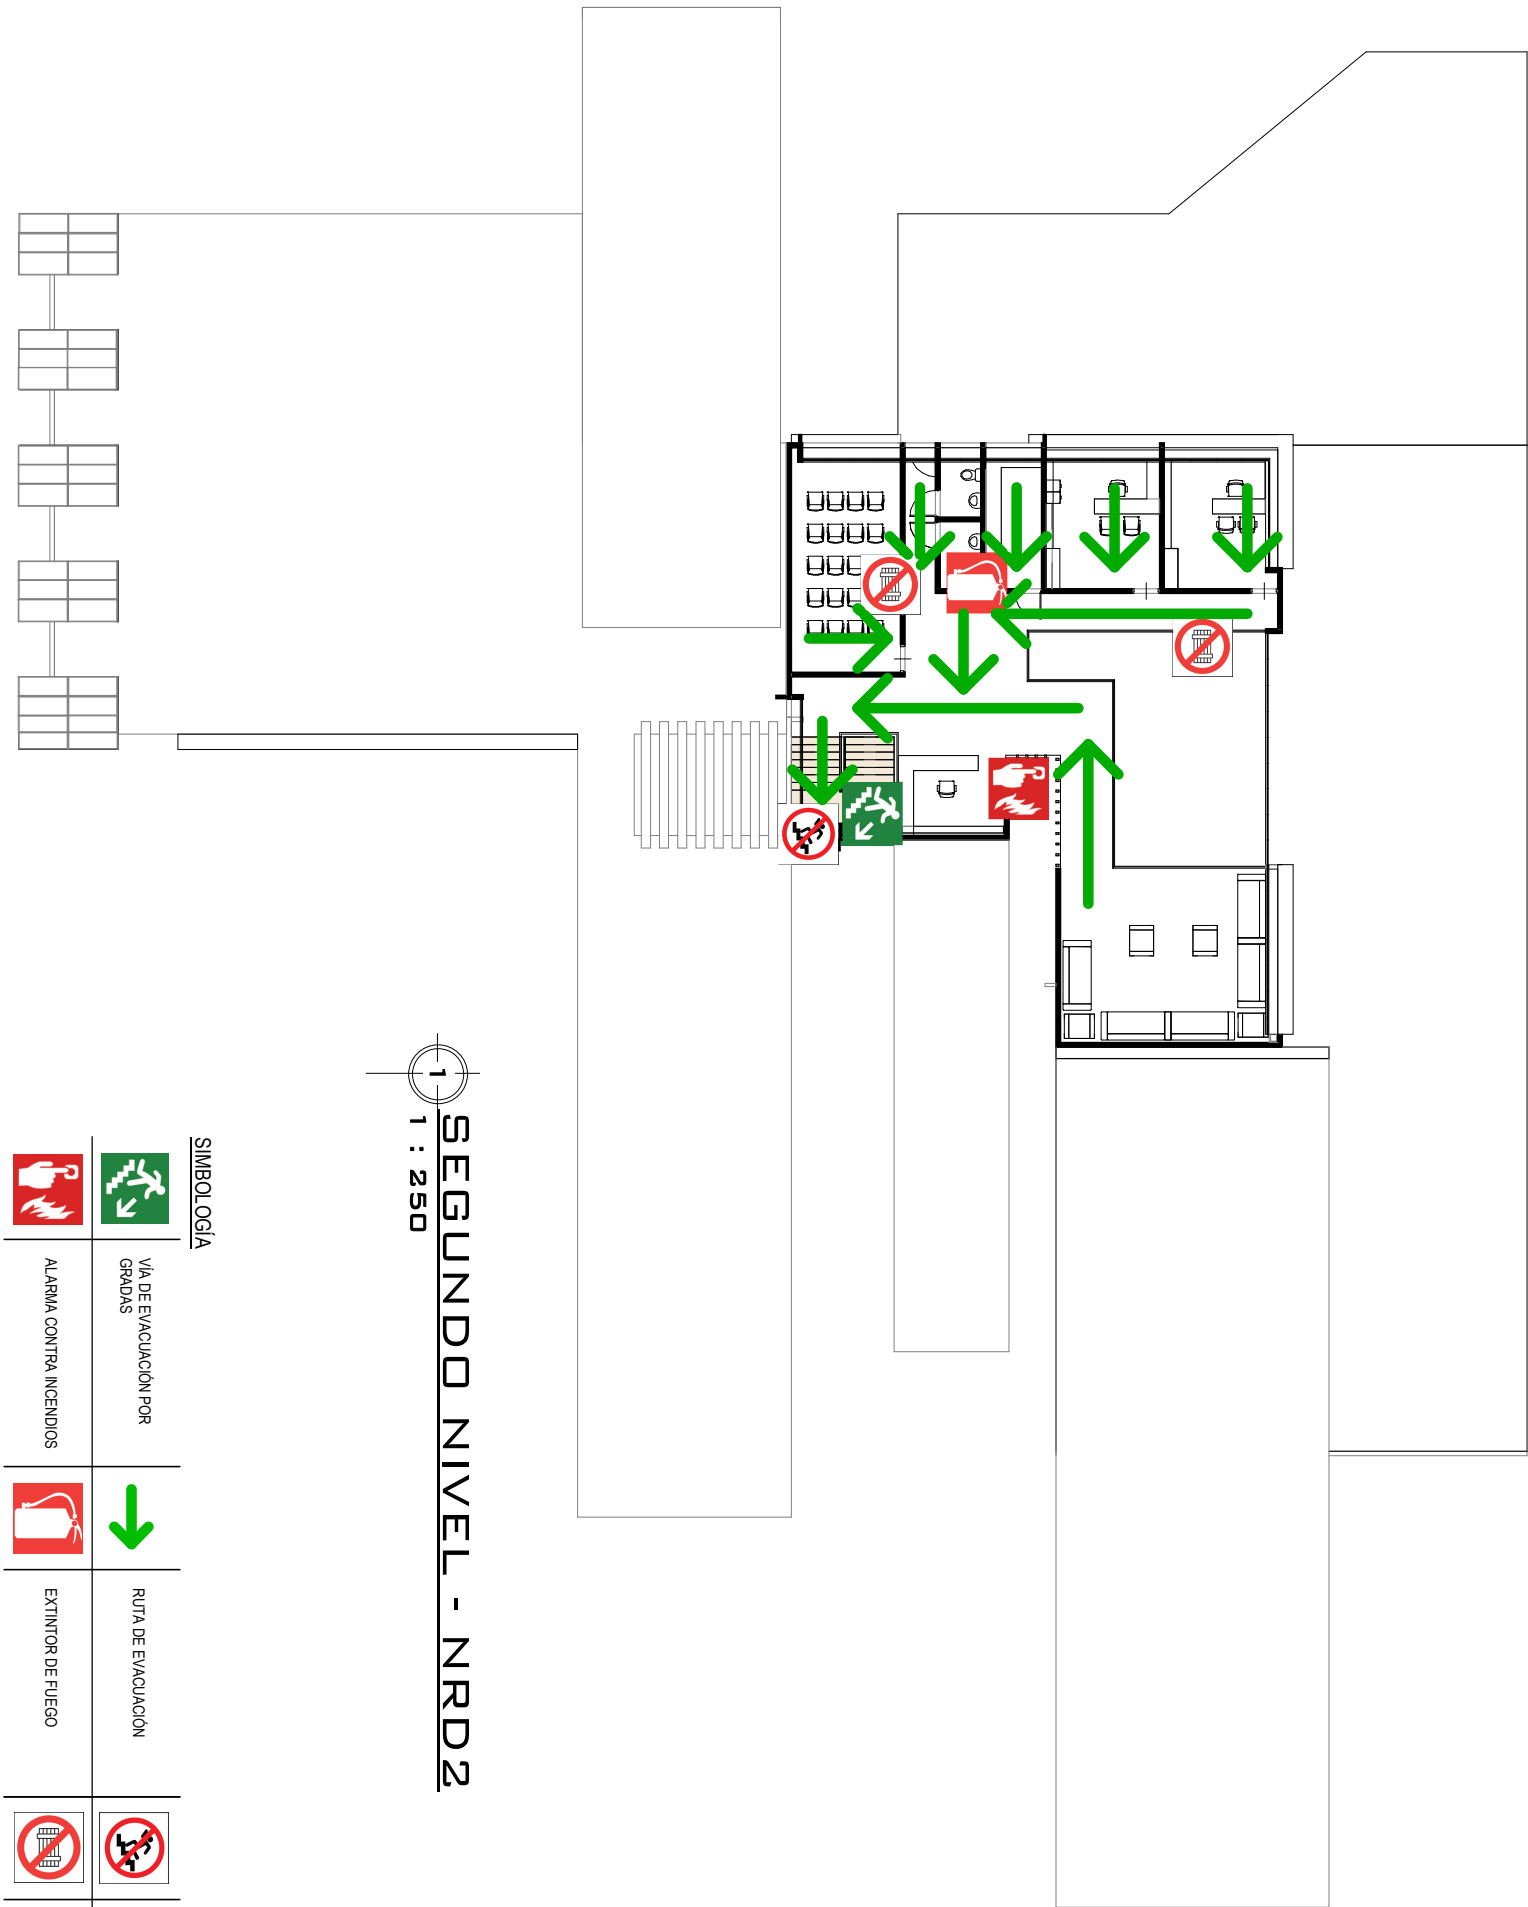 1
SEGUNDO NIVEL - NRD2
1 : 250
SIMBOLOGÍA
VÍA DE EVACUACIÓN POR
GRADAS
RUTA DE EVACUACIÓN
ALARMA CONTRA INCENDIOS
EXTINTOR DE FUEGO